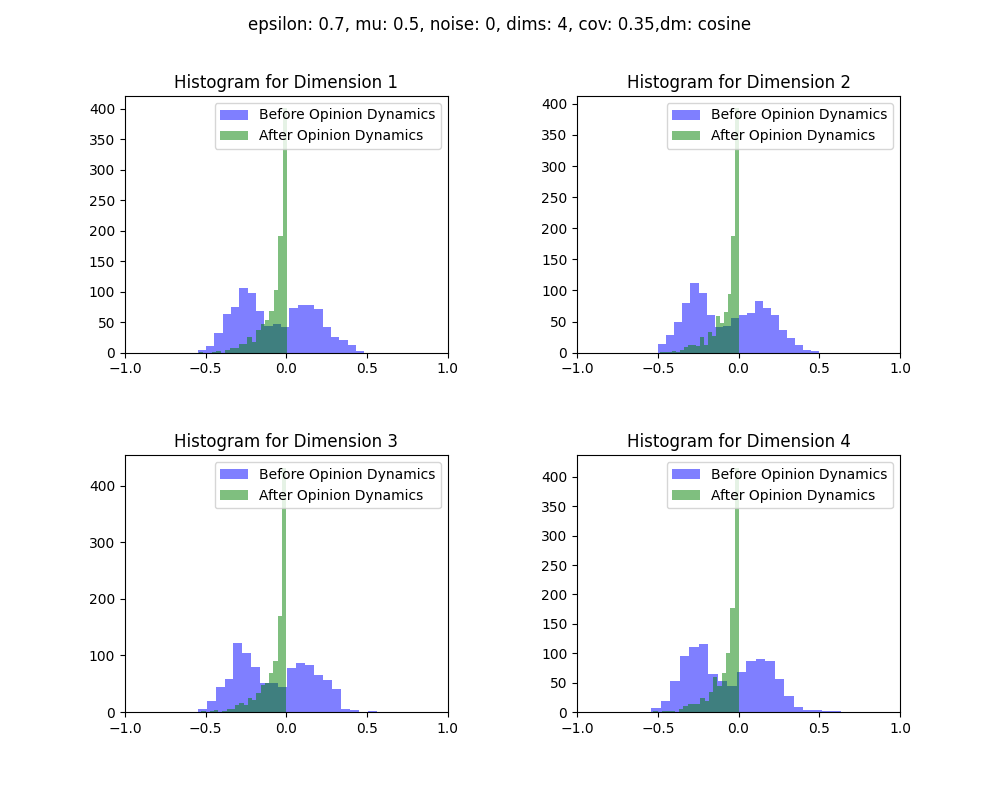 epsilon: 0.7, mu: 0.5, noise: 0, dims: 4, cov: 0.35,dm: cosine
Histogram for Dimension 1
Before Opinion Dynamics
After Opinion Dynamics
400
350
300
250
200
150
100
50
0
−1.0 −0.5 0.0 0.5 1.0
Histogram for Dimension 2
Before Opinion Dynamics
After Opinion Dynamics
400
350
300
250
200
150
100
50
0
−1.0 −0.5 0.0 0.5 1.0
Histogram for Dimension 3
Before Opinion Dynamics
After Opinion Dynamics
400
300
200
100
0
−1.0 −0.5 0.0 0.5 1.0
Histogram for Dimension 4
Before Opinion Dynamics
After Opinion Dynamics
400
350
300
250
200
150
100
50
0
−1.0 −0.5 0.0 0.5 1.0